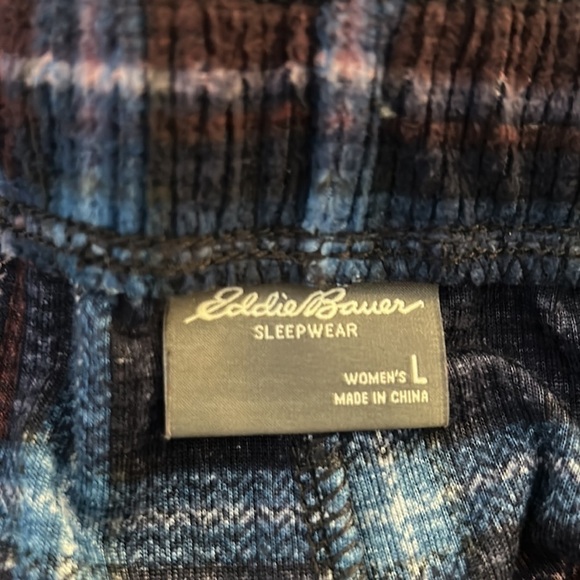 Eddie Bauer
SLEEPWEAR
WOMEN'S L
MADE IN CHINA